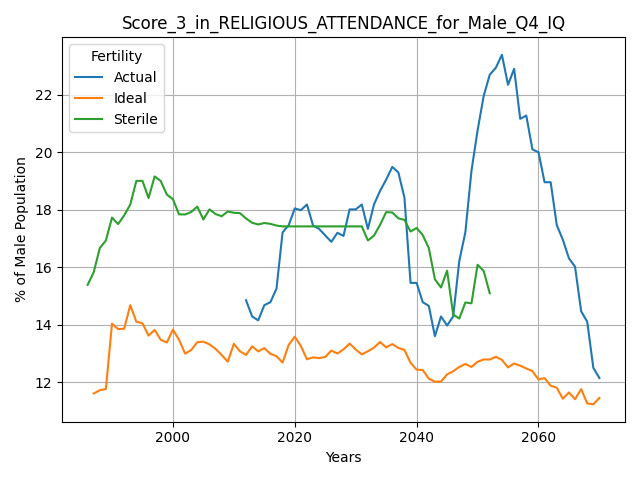 Score_3_in_RELIGIOUS_ATTENDANCE_for_Male_Q4_IQ
Fertility
Actual
Ideal
Sterile
% of Male Population
22
20
18
16
14
12
2000
2020
2040
2060
Years